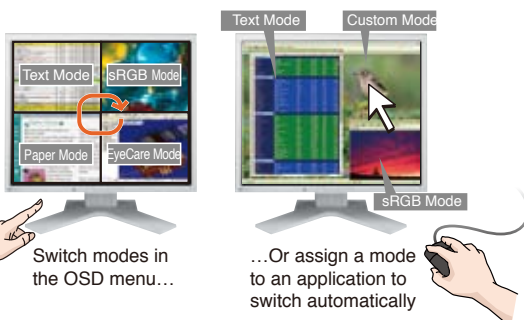 Text Mode
sRGB Mode
Paper Mode
EyeCare Mode
Switch modes in
the OSD menu…
Text Mode
Custom Mode
sRGB Mode
…Or assign a mode
to an application to
switch automatically